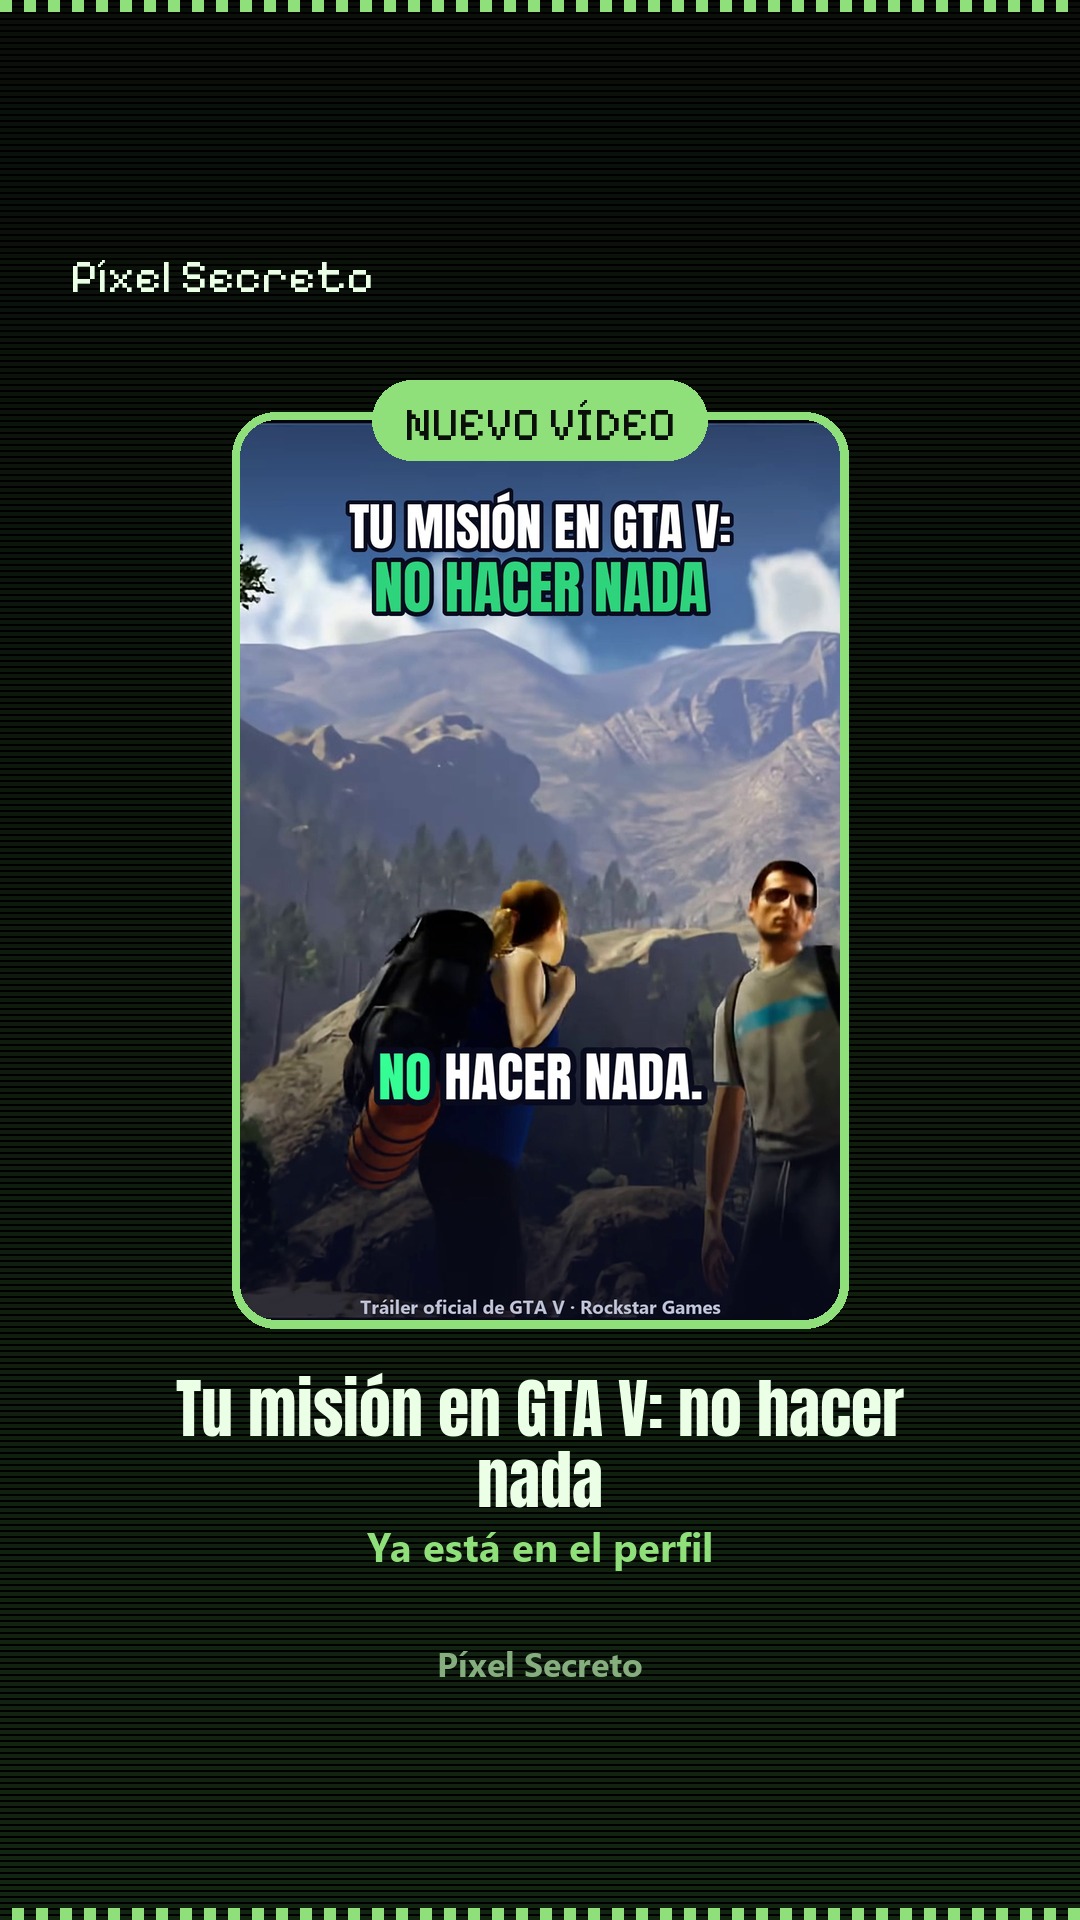 Píxel Secreto
NUEVO VÍDEO
TU MISIÓN EN GTA V:
NO HACER NADA
NO HACER NADA.
Tráiler oficial de GTA V · Rockstar Games
Tu misión en GTA V: no hacer
nada
Ya está en el perfil
Píxel Secreto